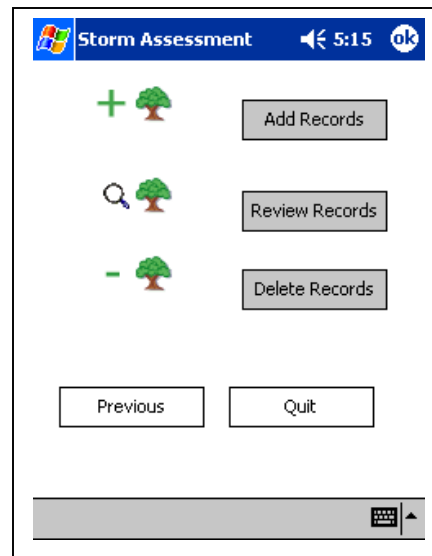 Storm Assessment 5:15 ok
Add Records
Review Records
Delete Records
Previous Quit